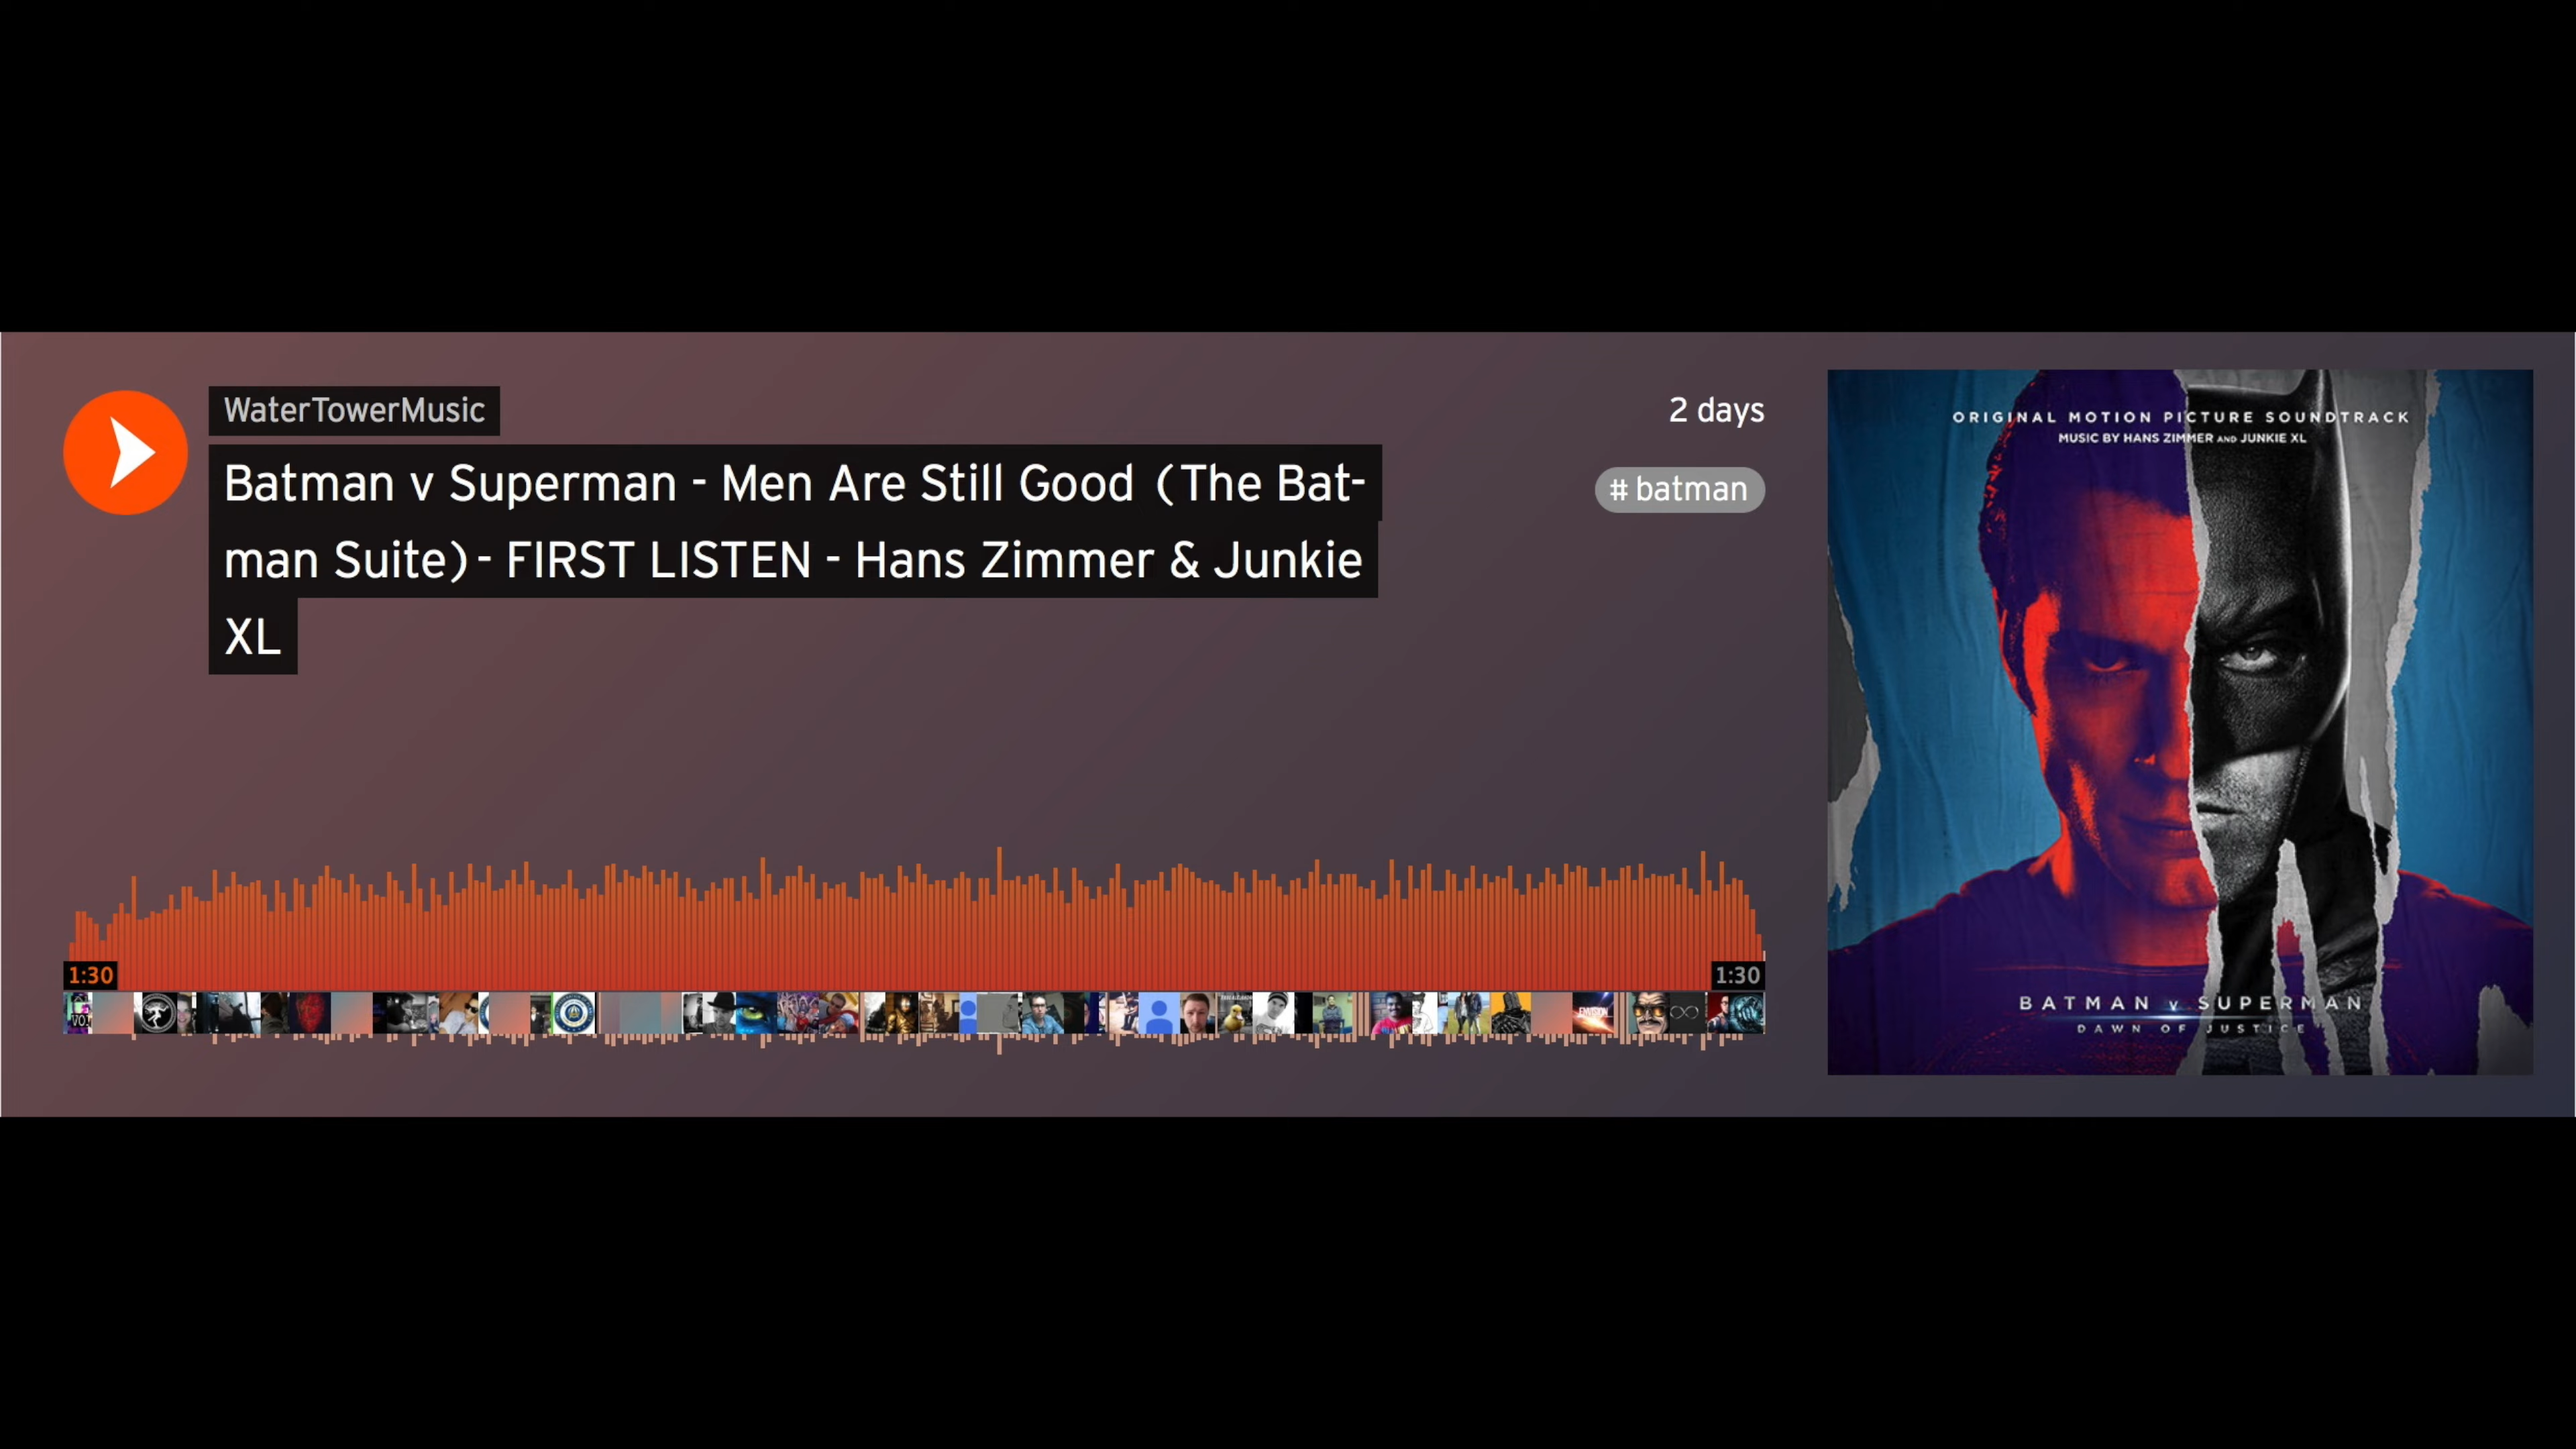 WaterTowerMusic
2 days
Batman v Superman - Men Are Still Good (The Bat-
man Suite) - FIRST LISTEN - Hans Zimmer & Junkie
XL
# batman
1:30
1:30
ORIGINAL MOTION PICTURE SOUNDTRACK
MUSIC BY HANS ZIMMER AND JUNKIE XL
BATMAN v SUPERMAN
DAWN OF JUSTICE